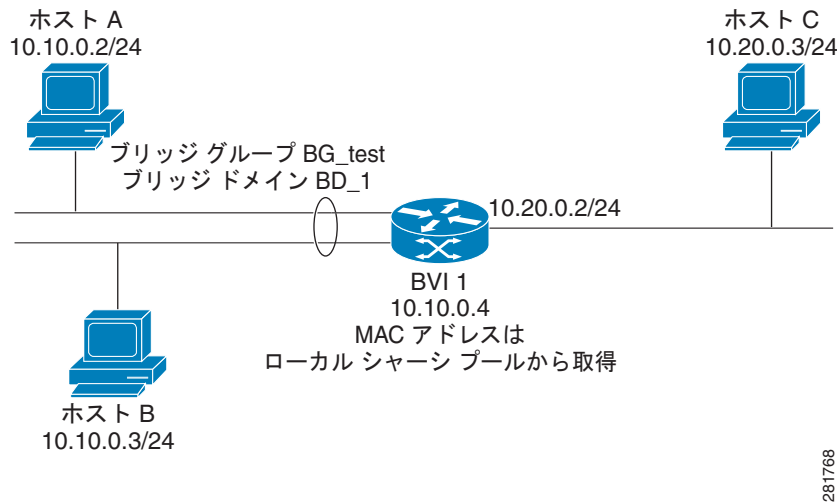 ホスト A
10.10.0.2/24
ホスト C
10.20.0.3/24
ブリッジ グループ BG_test
ブリッジ ドメイン BD_1
10.20.0.2/24
BVI 1
10.10.0.4
MAC アドレスは
ローカル シャーシ プールから取得
ホスト B
10.10.0.3/24
281768